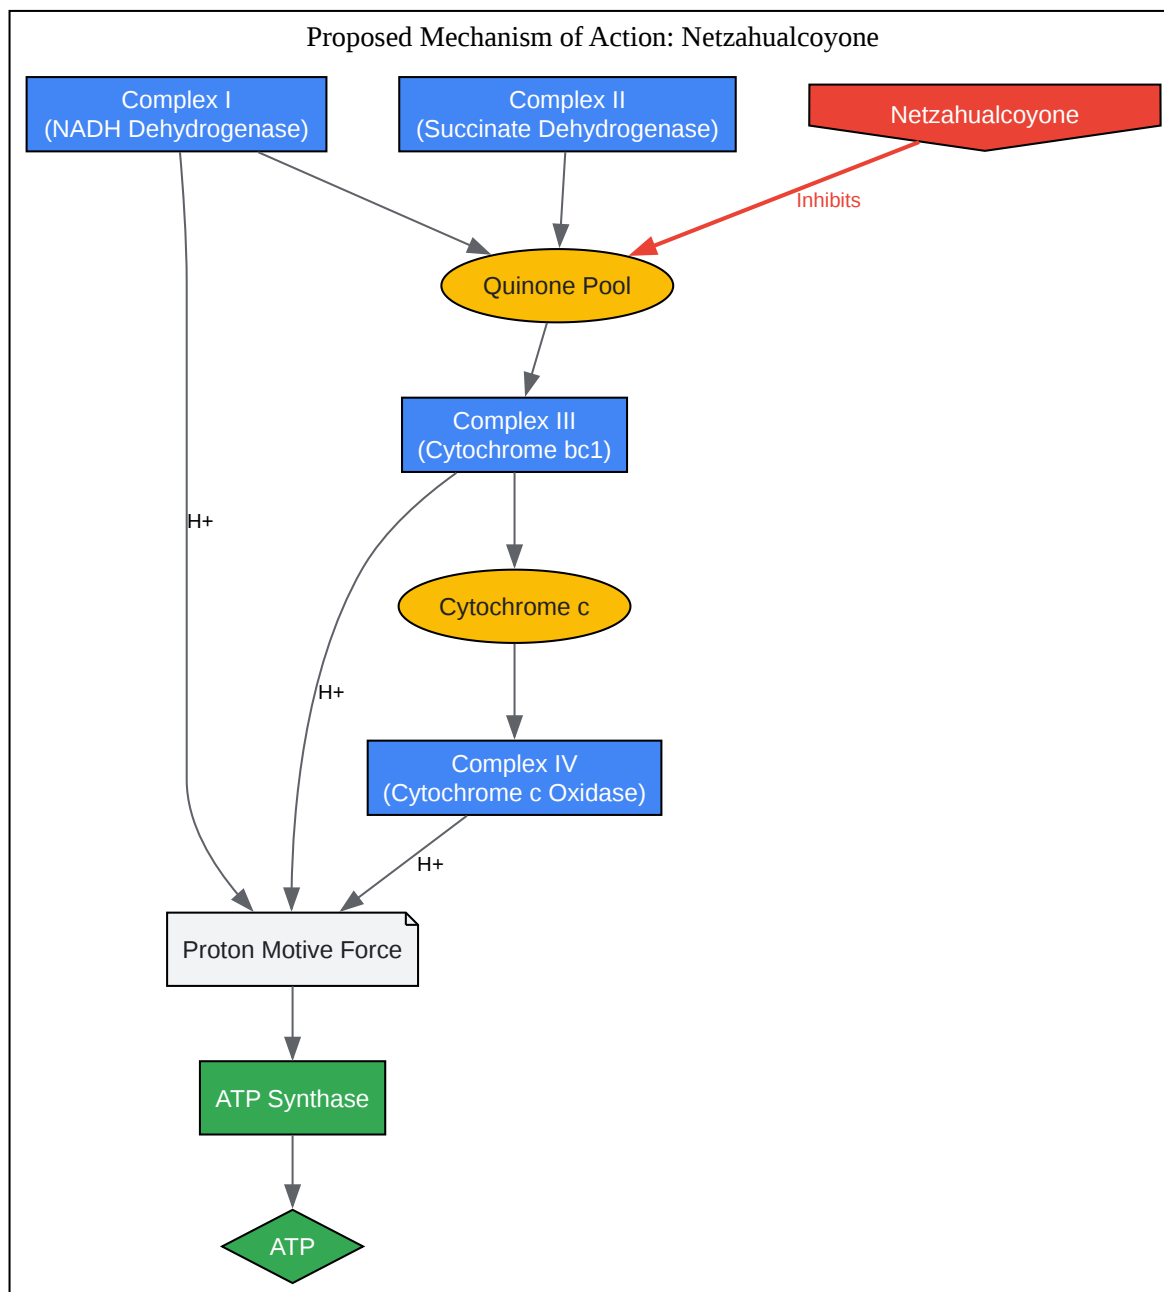 Proposed Mechanism of Action: Netzahualcoyone
Complex I
(NADH Dehydrogenase)
Complex II
(Succinate Dehydrogenase)
Netzahualcoyone
Inhibits
Quinone Pool
Complex III
(Cytochrome bc1)
H+
Cytochrome c
H+
Complex IV
(Cytochrome c Oxidase)
H+
Proton Motive Force
ATP Synthase
ATP